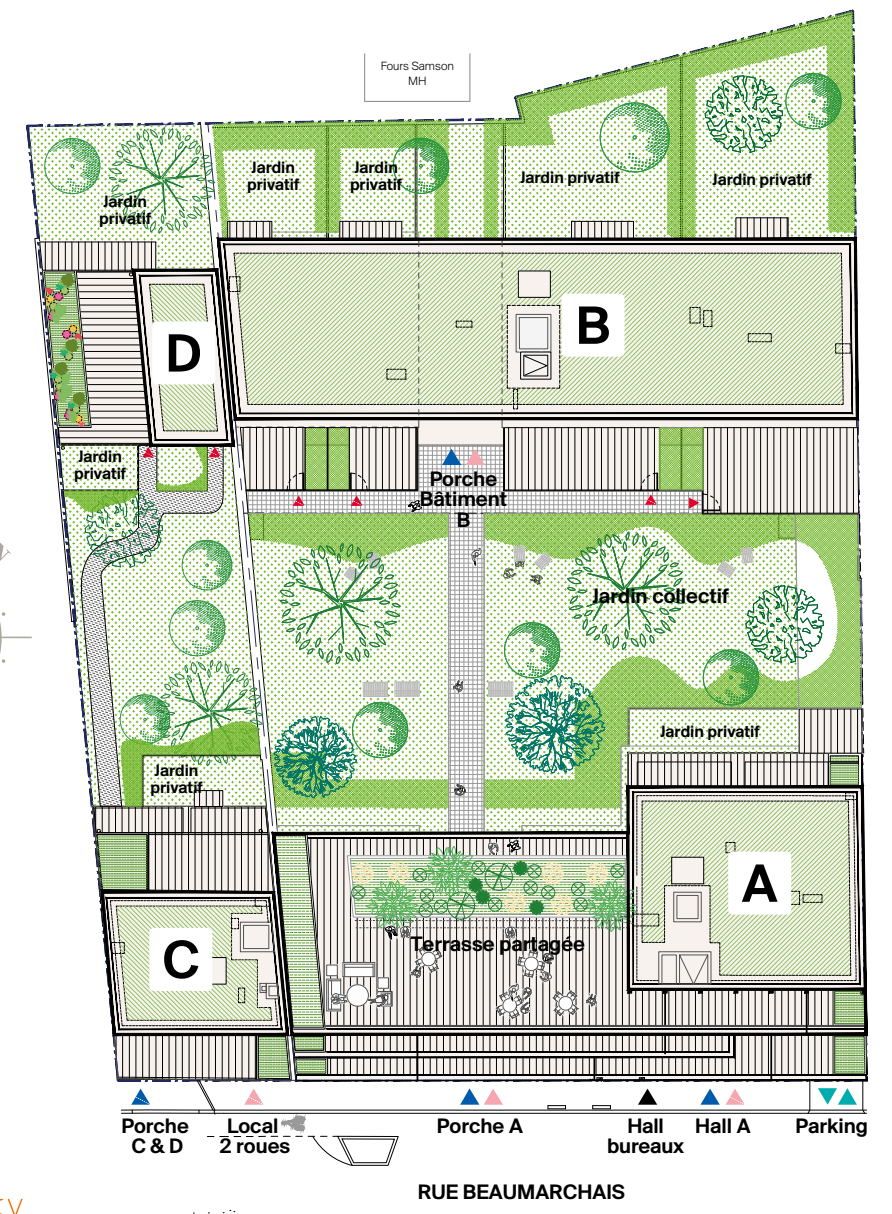 Fours Samson
MH
Jardin
privatif
Jardin
privatif
Jardin privatif
Jardin privatif
Jardin
privatif
B
D
Jardin
privatif
Porche
Bâtiment
B
Jardin collectif
Jardin privatif
Jardin
privatif
A
Terrasse partagée
C
Porche
C & D
Local
2 roues
Porche A
Hall
bureaux
Hall A
Parking
RUE BEAUMARCHAIS